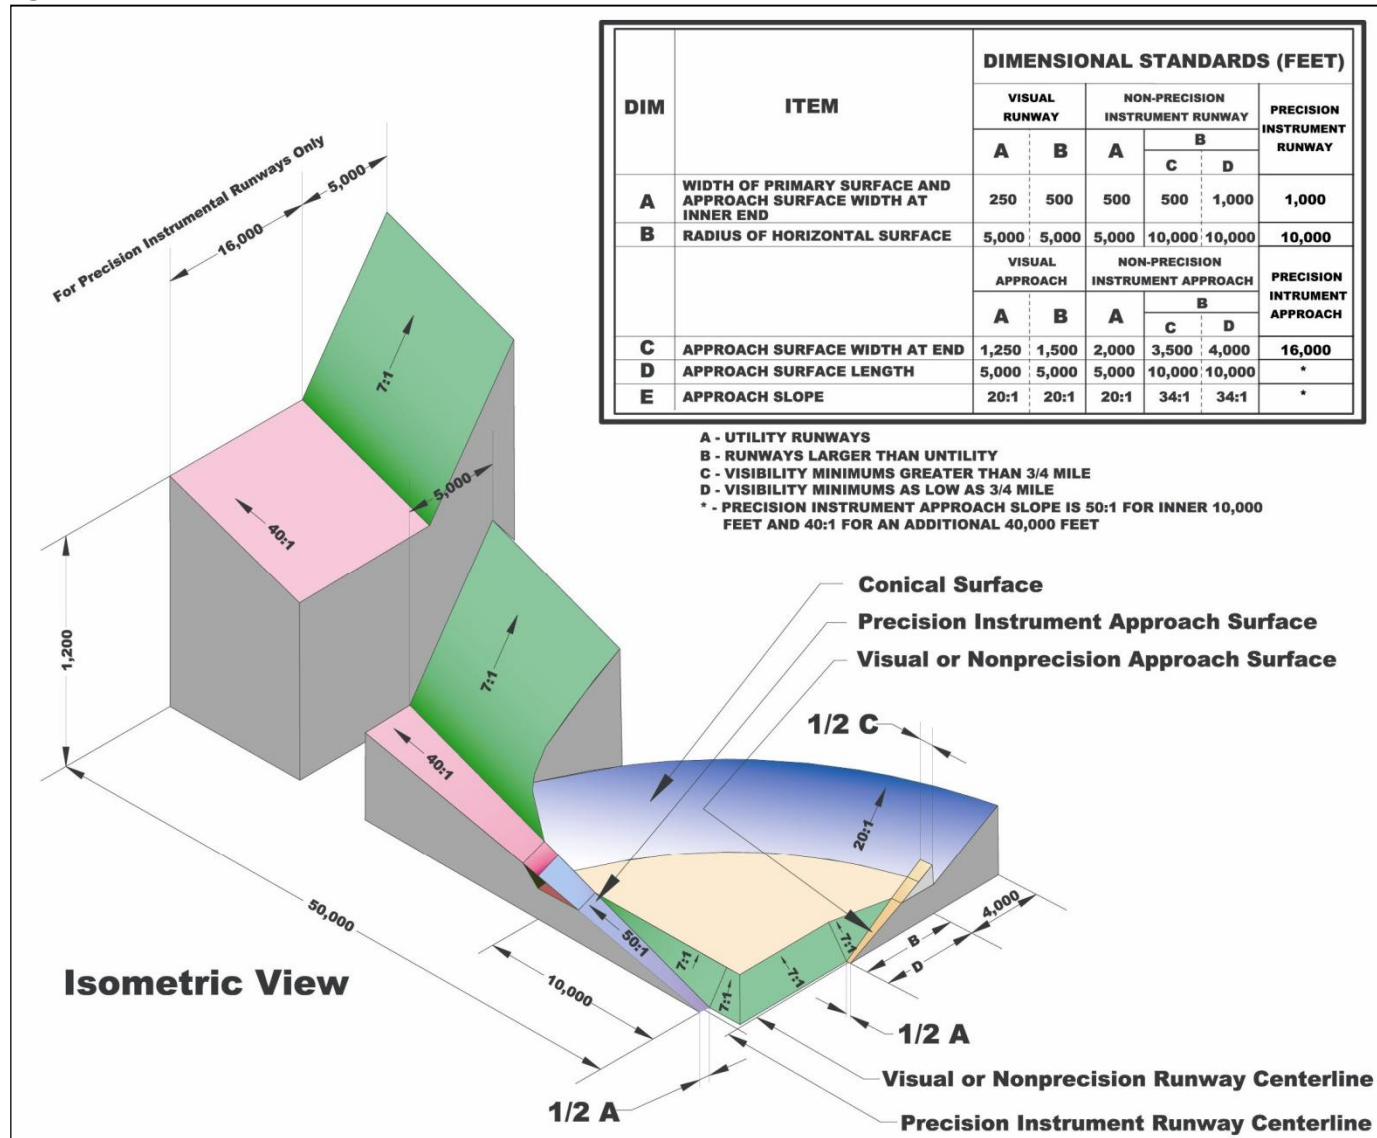 DIMENSIONAL STANDARDS (FEET)
DIM
ITEM
VISUAL
RUNWAY
NON-PRECISION
INSTRUMENT RUNWAY
PRECISION
INSTRUMENT
RUNWAY
A B A B
C D
A WIDTH OF PRIMARY SURFACE AND
APPROACH SURFACE WIDTH AT
INNER END
250 500 500 500 1,000 1,000
B RADIUS OF HORIZONTAL SURFACE 5,000 5,000 5,000 10,000 10,000 10,000
VISUAL
APPROACH
NON-PRECISION
INSTRUMENT APPROACH
PRECISION
INTRUMENT
APPROACH
A B A B
C D
C APPROACH SURFACE WIDTH AT END 1,250 1,500 2,000 3,500 4,000 16,000
D APPROACH SURFACE LENGTH 5,000 5,000 5,000 10,000 10,000 *
E APPROACH SLOPE 20:1 20:1 20:1 34:1 34:1 *
A - UTILITY RUNWAYS
B - RUNWAYS LARGER THAN UNTILITY
C - VISIBILITY MINIMUMS GREATER THAN 3/4 MILE
D - VISIBILITY MINIMUMS AS LOW AS 3/4 MILE
* - PRECISION INSTRUMENT APPROACH SLOPE IS 50:1 FOR INNER 10,000
FEET AND 40:1 FOR AN ADDITIONAL 40,000 FEET
For Precision Instrumental Runways Only
5,000
16,000
7:1
40:1
5,000
1,200
7:1
40:1
Conical Surface
Precision Instrument Approach Surface
Visual or Nonprecision Approach Surface
1/2 C
20:1
4,000
B
D
50:1
7:1
7:1
7:1
7:1
50,000
10,000
Isometric View
1/2 A
1/2 A
Visual or Nonprecision Runway Centerline
Precision Instrument Runway Centerline